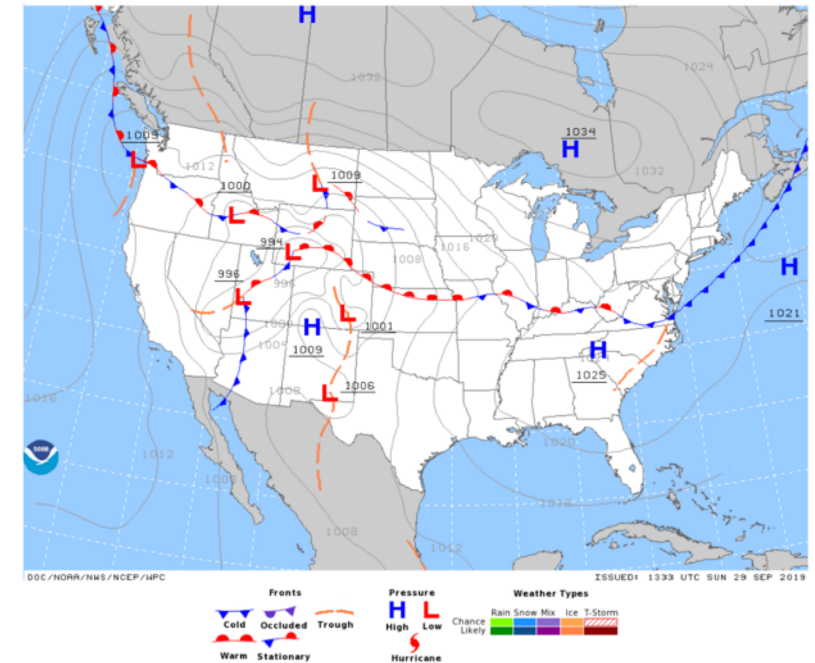 H
1032
1024
1009
L
1012
1034
H
1032
1000
L
1009
L
994
L
1016
1020
1008
H
996
L
996
L
1001
1021
H
1009
H
1025
1004
1008
L
1006
1016
1012
1020
1008
1012
DOC/NOAA/NWS/NCEP/WPC
ISSUED: 1333 UTC SUN 29 SEP 2019
Fronts
Cold Occluded Trough
Warm Stationary
Pressure
H L
High Low
Hurricane
Weather Types
Rain Snow Mix Ice T-Storm
Chance
Likely